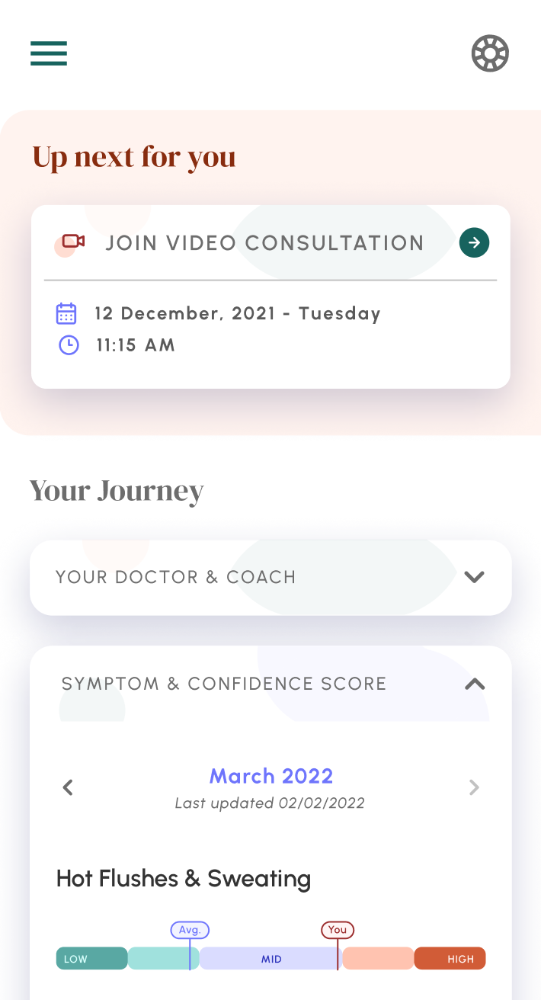 Up next for you
JOIN VIDEO CONSULTATION
12 December, 2021 - Tuesday
11:15 AM
Your Journey
YOUR DOCTOR & COACH
SYMPTOM & CONFIDENCE SCORE
March 2022
Last updated 02/02/2022
Hot Flushes & Sweating
Avg. You
LOW MID HIGH